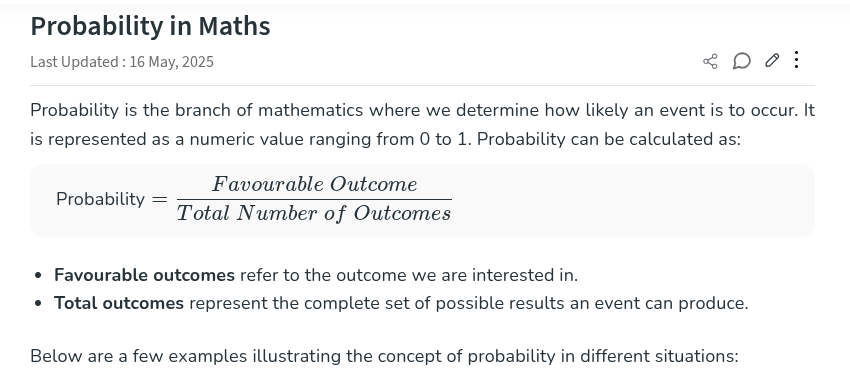 Probability in Maths
Last Updated : 16 May, 2025
Probability is the branch of mathematics where we determine how likely an event is to occur. It
is represented as a numeric value ranging from 0 to 1. Probability can be calculated as:
Probability = Favourable Outcome / Total Number of Outcomes
• Favourable outcomes refer to the outcome we are interested in.
• Total outcomes represent the complete set of possible results an event can produce.
Below are a few examples illustrating the concept of probability in different situations: